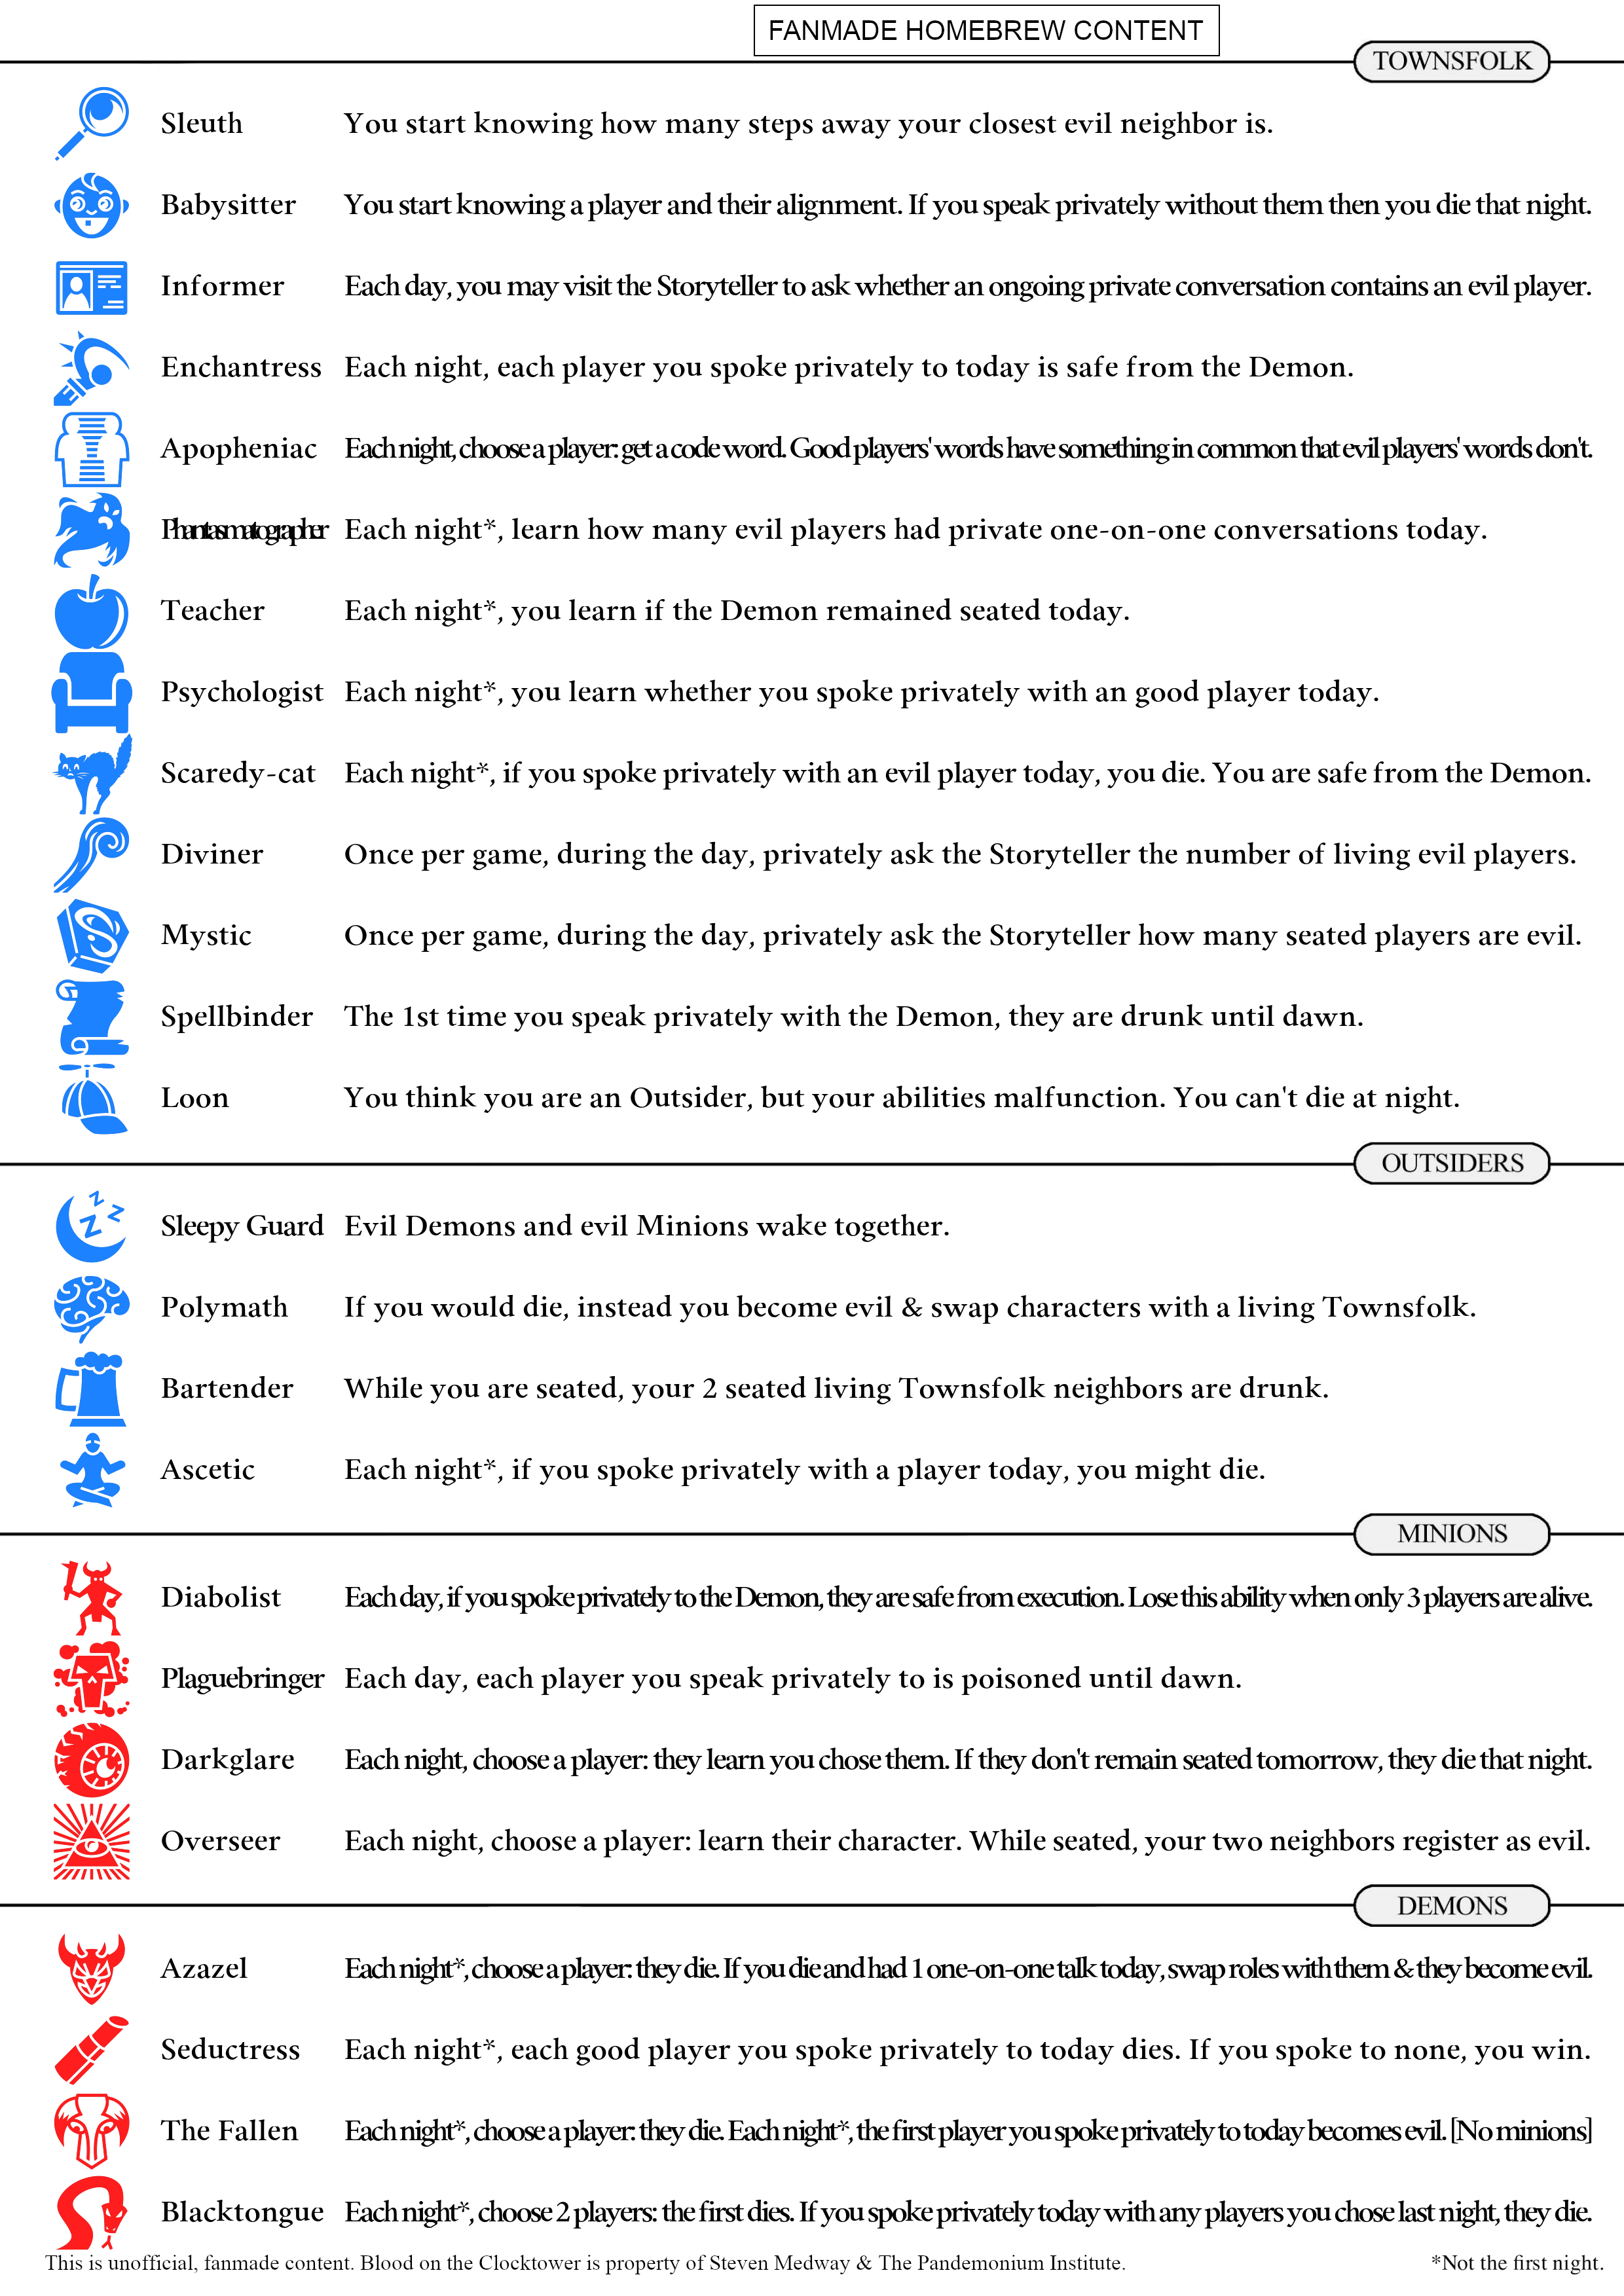 FANMADE HOMEBREW CONTENT
TOWNSFOLK
Sleuth You start knowing how many steps away your closest evil neighbor is.
Babysitter You start knowing a player and their alignment. If you speak privately without them then you die that night.
Informer Each day, you may visit the Storyteller to ask whether an ongoing private conversation contains an evil player.
Enchantress Each night, each player you spoke privately to today is safe from the Demon.
Apopheniac Each night, choose a player: get a code word. Good players' words have something in common that evil players' words don't.
Phantasmatographer Each night*, learn how many evil players had private one-on-one conversations today.
Teacher Each night*, you learn if the Demon remained seated today.
Psychologist Each night*, you learn whether you spoke privately with an good player today.
Scaredy-cat Each night*, if you spoke privately with an evil player today, you die. You are safe from the Demon.
Diviner Once per game, during the day, privately ask the Storyteller the number of living evil players.
Mystic Once per game, during the day, privately ask the Storyteller how many seated players are evil.
Spellbinder The 1st time you speak privately with the Demon, they are drunk until dawn.
Loon You think you are an Outsider, but your abilities malfunction. You can't die at night.
OUTSIDERS
Sleepy Guard Evil Demons and evil Minions wake together.
Polymath If you would die, instead you become evil & swap characters with a living Townsfolk.
Bartender While you are seated, your 2 seated living Townsfolk neighbors are drunk.
Ascetic Each night*, if you spoke privately with a player today, you might die.
MINIONS
Diabolist Each day, if you spoke privately to the Demon, they are safe from execution. Lose this ability when only 3 players are alive.
Plaguebringer Each day, each player you speak privately to is poisoned until dawn.
Darkglare Each night, choose a player: they learn you chose them. If they don't remain seated tomorrow, they die that night.
Overseer Each night, choose a player: learn their character. While seated, your two neighbors register as evil.
DEMONS
Azazel Each night*, choose a player: they die. If you die and had 1 one-on-one talk today, swap roles with them & they become evil.
Seductress Each night*, each good player you spoke privately to today dies. If you spoke to none, you win.
The Fallen Each night*, choose a player: they die. Each night*, the first player you spoke privately to today becomes evil. [No minions]
Blacktongue Each night*, choose 2 players: the first dies. If you spoke privately today with any players you chose last night, they die.
This is unofficial, fanmade content. Blood on the Clocktower is property of Steven Medway & The Pandemonium Institute. *Not the first night.